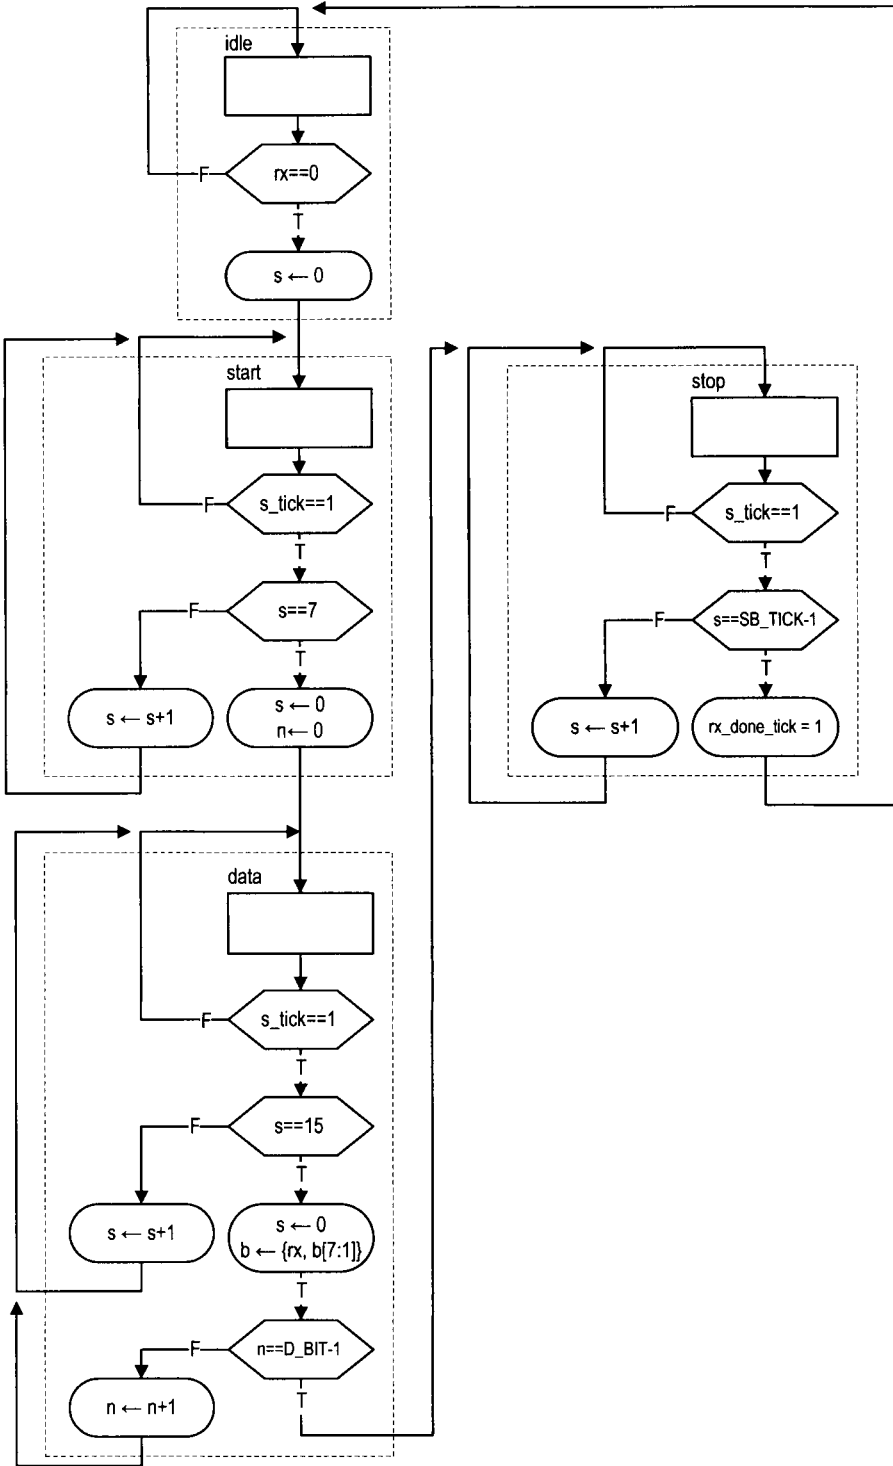 idle
rx==0
F
T
s ← 0
start
s_tick==1
F
T
s==7
F
T
s ← s+1
s ← 0
n← 0
data
s_tick==1
F
T
s==15
F
T
s ← s+1
s ← 0
b ← {rx, b[7:1]}
T
n==D_BIT-1
F
T
n ← n+1
stop
s_tick==1
F
T
s==SB_TICK-1
F
T
s ← s+1
rx_done_tick = 1